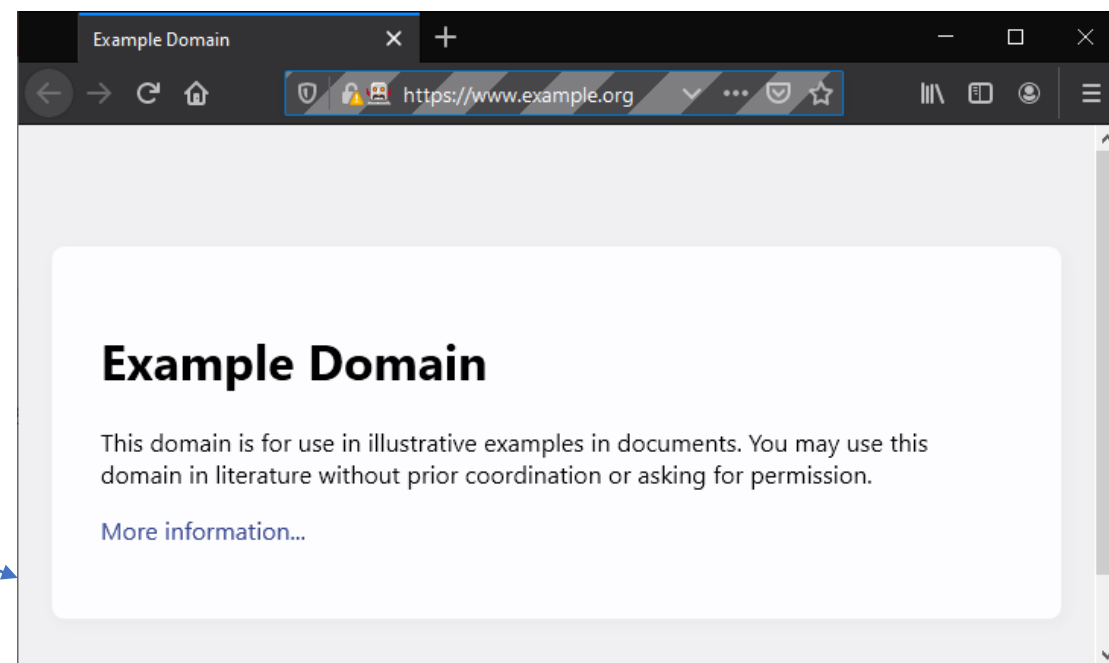 Example Domain
https://www.example.org
Example Domain
This domain is for use in illustrative examples in documents. You may use this
domain in literature without prior coordination or asking for permission.
More information...